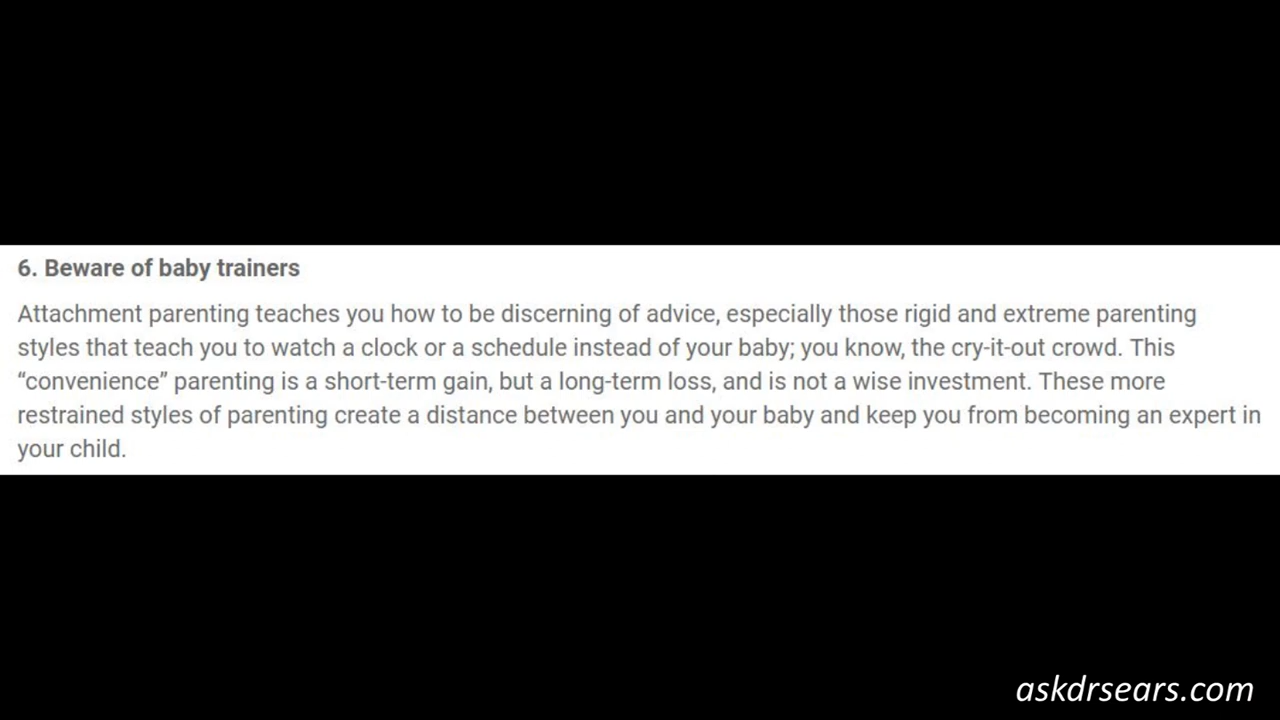 6. Beware of baby trainers
Attachment parenting teaches you how to be discerning of advice, especially those rigid and extreme parenting
styles that teach you to watch a clock or a schedule instead of your baby; you know, the cry-it-out crowd. This
“convenience” parenting is a short-term gain, but a long-term loss, and is not a wise investment. These more
restrained styles of parenting create a distance between you and your baby and keep you from becoming an expert in
your child.
askdrsears.com